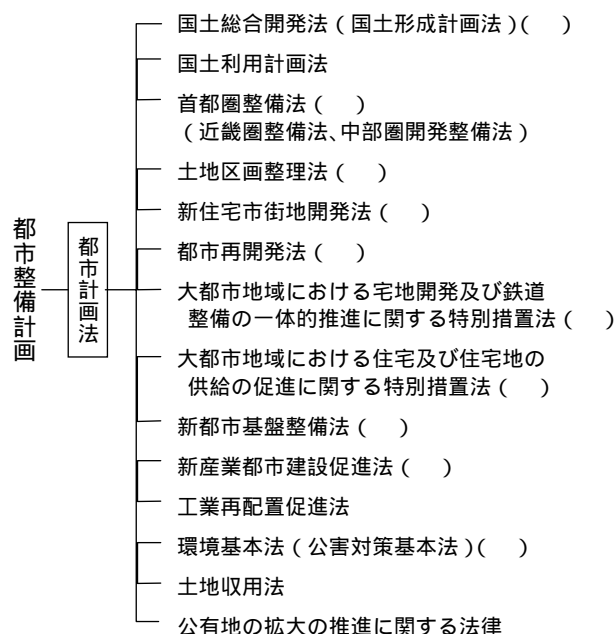 国土総合開発法(国土形成計画法)(　)
国土利用計画法
首都圏整備法(　)
(近畿圏整備法、中部圏開発整備法)
土地区画整理法(　)
新住宅市街地開発法(　)
都市再開発法(　)
大都市地域における宅地開発及び鉄道
整備の一体的推進に関する特別措置法(　)
大都市地域における住宅及び住宅地の
供給の促進に関する特別措置法(　)
新都市基盤整備法(　)
新産業都市建設促進法(　)
工業再配置促進法
環境基本法(公害対策基本法)(　)
土地収用法
公有地の拡大の推進に関する法律
都市整備計画
都市計画法